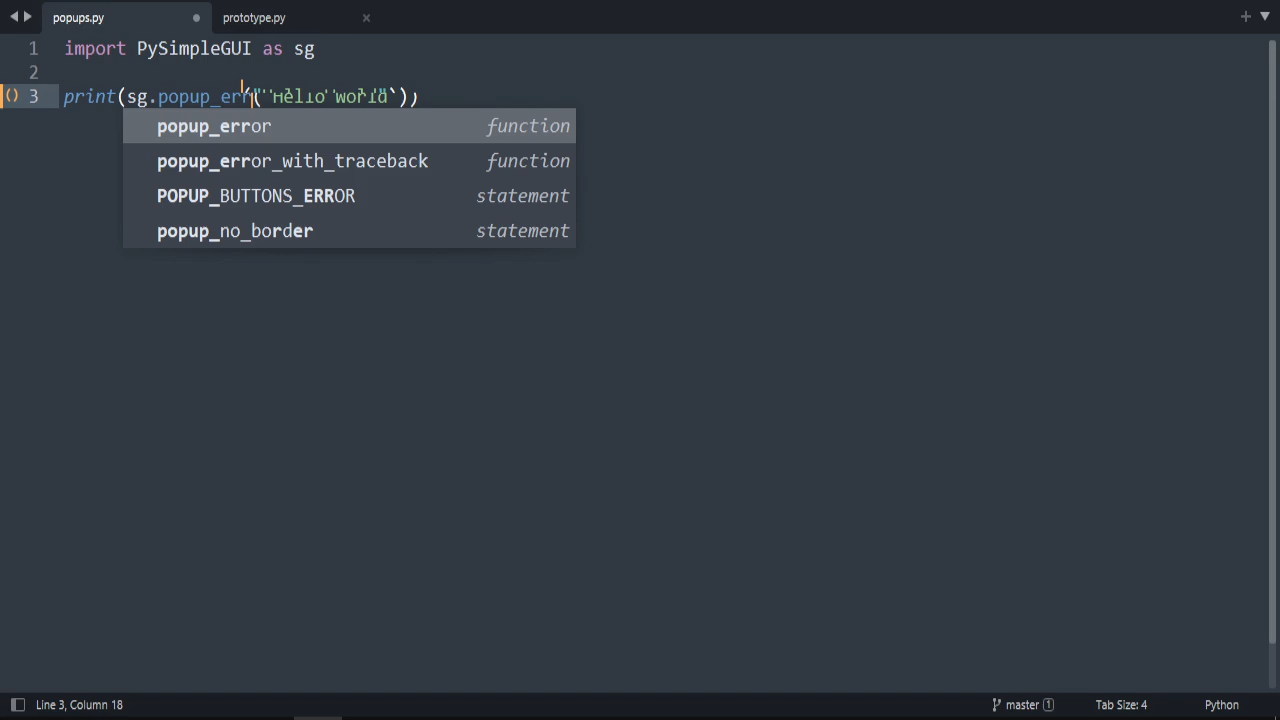 popups.py
prototype.py
1 import PySimpleGUI as sg
2
3 print(sg.popup_err("Hello World"))
popup_error function
popup_error_with_traceback function
POPUP_BUTTONS_ERROR statement
popup_no_border statement
Line 3, Column 18
master 1
Tab Size: 4
Python